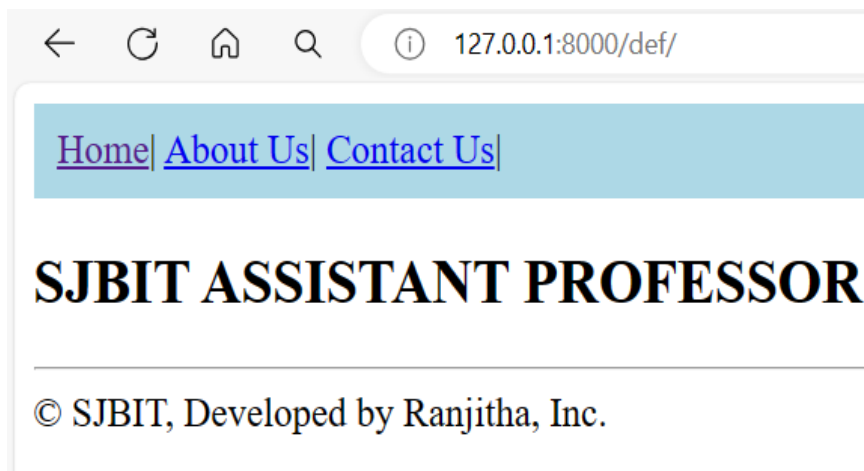 127.0.0.1:8000/def/
Home| About Us| Contact Us|
SJBIT ASSISTANT PROFESSOR
© SJBIT, Developed by Ranjitha, Inc.